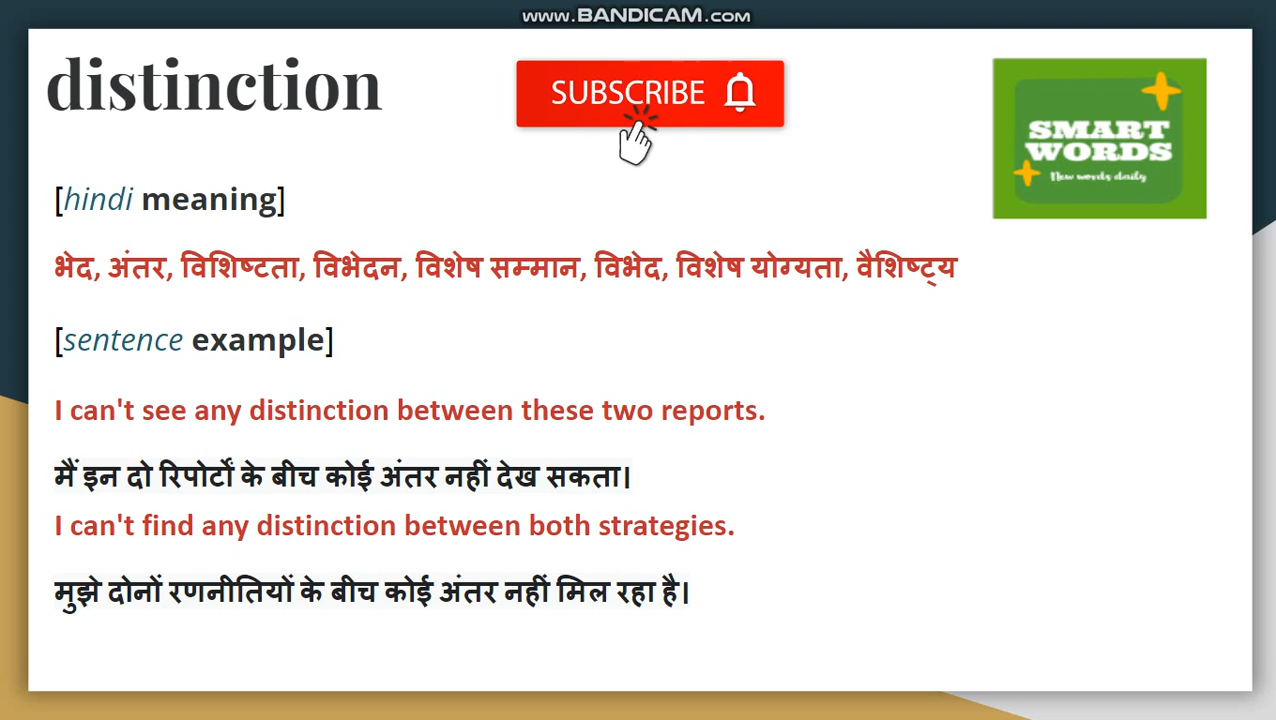 www.BANDICAM.com
distinction
SUBSCRIBE
SMART
WORDS
New words daily
[hindi meaning]
भेद, अंतर, विशिष्टता, विभेदन, विशेष सम्मान, विभेद, विशेष योग्यता, वैशिष्ट्य
[sentence example]
I can't see any distinction between these two reports.
मैं इन दो रिपोर्टों के बीच कोई अंतर नहीं देख सकता।
I can't find any distinction between both strategies.
मुझे दोनों रणनीतियों के बीच कोई अंतर नहीं मिल रहा है।